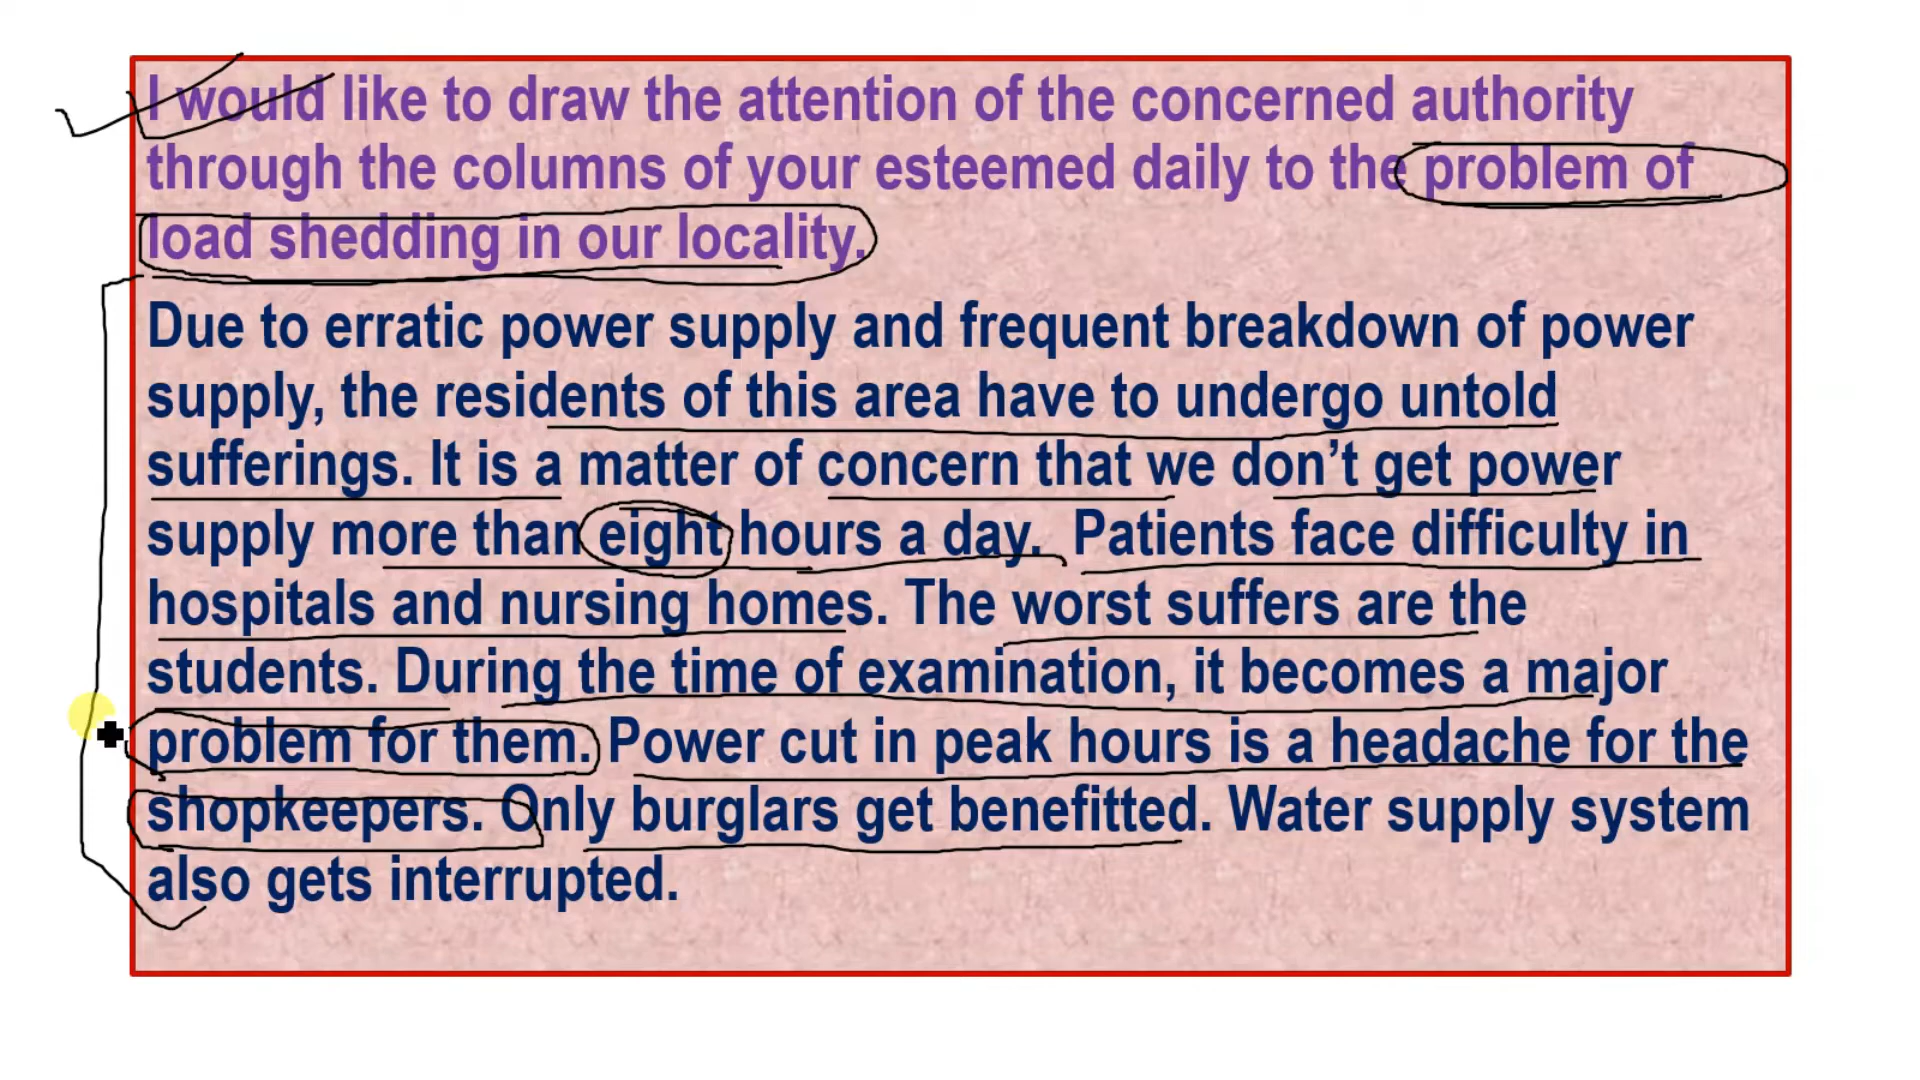 I would like to draw the attention of the concerned authority
through the columns of your esteemed daily to the problem of
load shedding in our locality.
Due to erratic power supply and frequent breakdown of power
supply, the residents of this area have to undergo untold
sufferings. It is a matter of concern that we don’t get power
supply more than eight hours a day. Patients face difficulty in
hospitals and nursing homes. The worst suffers are the
students. During the time of examination, it becomes a major
problem for them. Power cut in peak hours is a headache for the
shopkeepers. Only burglars get benefitted. Water supply system
also gets interrupted.